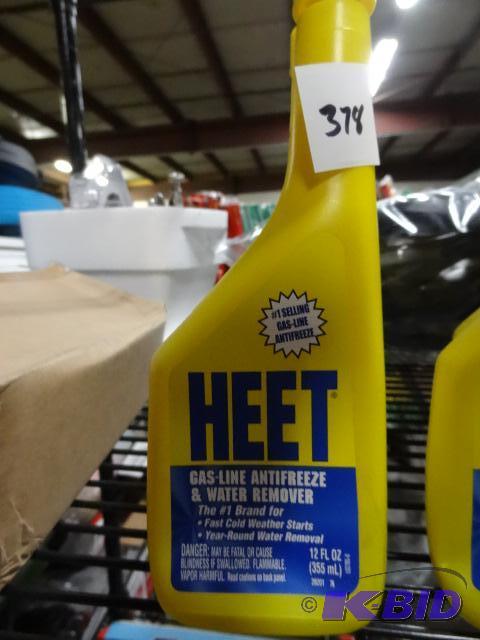 378
#1 SELLING
GAS-LINE
ANTIFREEZE
HEET®
GAS-LINE ANTIFREEZE
& WATER REMOVER
The #1 Brand for
• Fast Cold Weather Starts
• Year-Round Water Removal
DANGER: MAY BE FATAL OR CAUSE
BLINDNESS IF SWALLOWED. FLAMMABLE.
VAPOR HARMFUL. Read cautions on back panel.
12 FL OZ
(355 mL)
28201
© K-BID